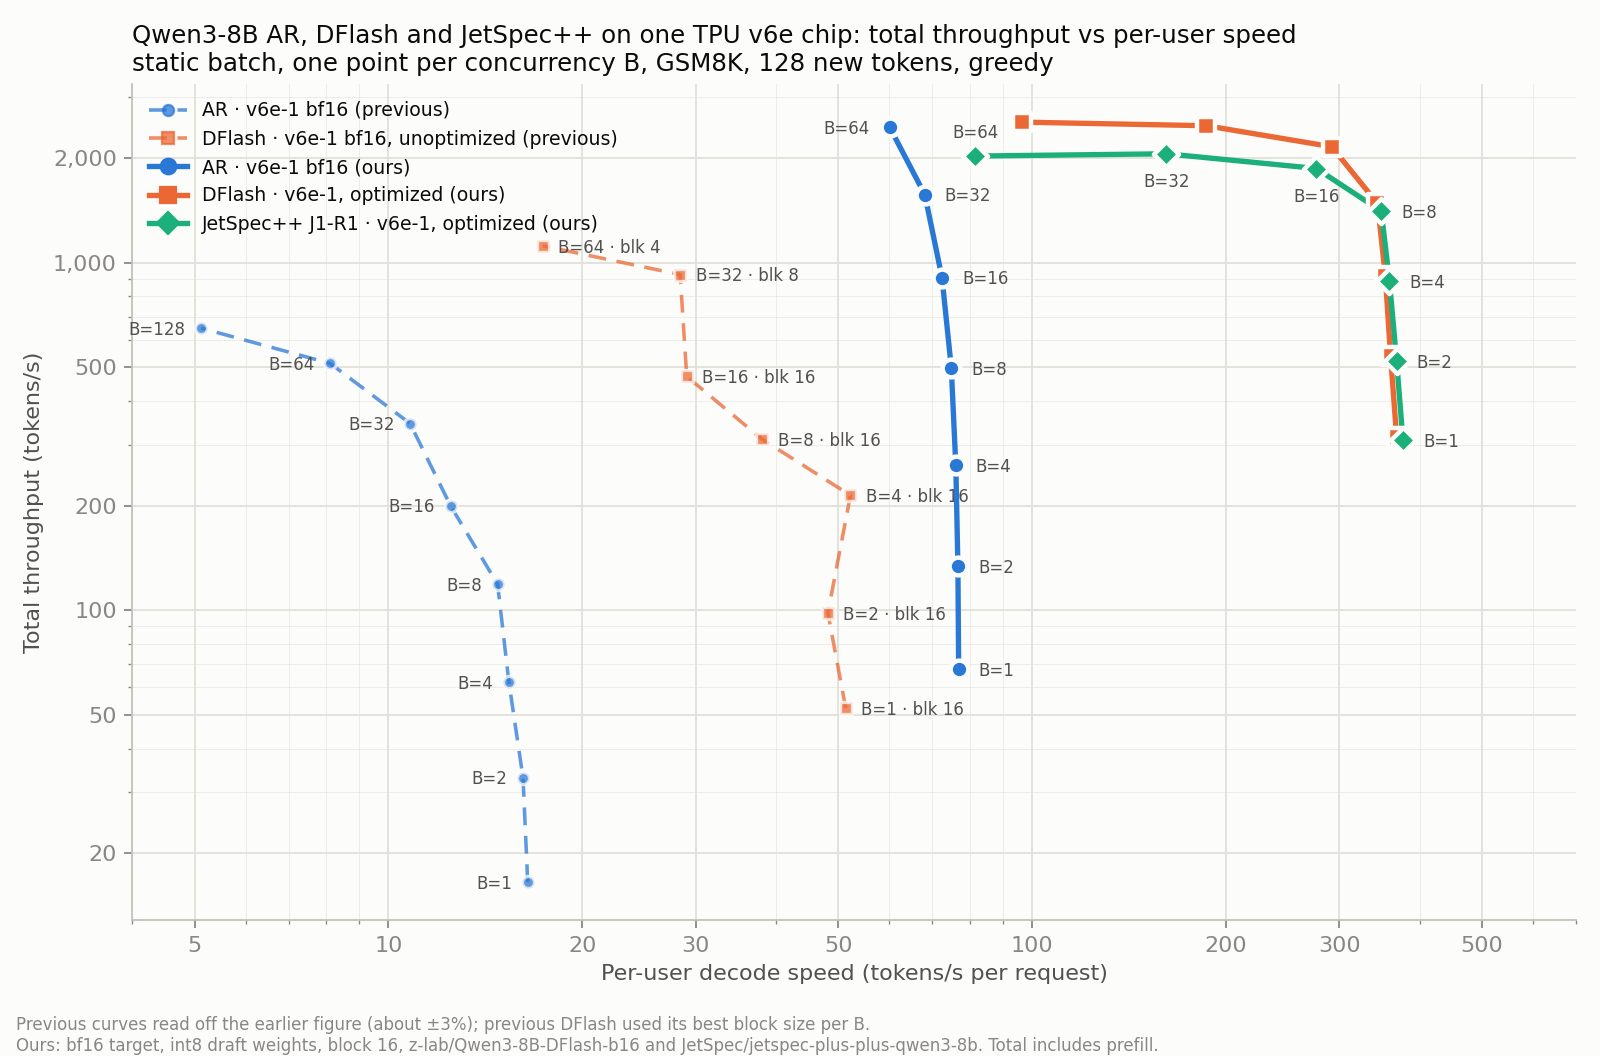 Qwen3-8B AR, DFlash and JetSpec++ on one TPU v6e chip: total throughput vs per-user speed
static batch, one point per concurrency B, GSM8K, 128 new tokens, greedy
AR · v6e-1 bf16 (previous)
DFlash · v6e-1 bf16, unoptimized (previous)
AR · v6e-1 bf16 (ours)
DFlash · v6e-1, optimized (ours)
JetSpec++ J1-R1 · v6e-1, optimized (ours)
B=128
B=64
B=32
B=16
B=8
B=4
B=2
B=1
B=64 · blk 4
B=32 · blk 8
B=16 · blk 16
B=8 · blk 16
B=4 · blk 16
B=2 · blk 16
B=1 · blk 16
B=64
B=32
B=16
B=8
B=4
B=2
B=1
B=64
B=32
B=16
B=8
B=4
B=2
B=1
Total throughput (tokens/s)
2,000
1,000
500
200
100
50
20
5
10
20
30
50
100
200
300
500
Per-user decode speed (tokens/s per request)
Previous curves read off the earlier figure (about ±3%); previous DFlash used its best block size per B.
Ours: bf16 target, int8 draft weights, block 16, z-lab/Qwen3-8B-DFlash-b16 and JetSpec/jetspec-plus-plus-qwen3-8b. Total includes prefill.